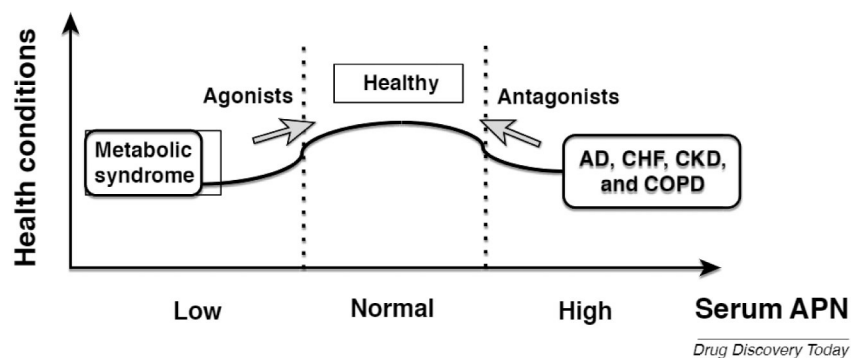 Health conditions
Healthy
Agonists
Antagonists
Metabolic
syndrome
AD, CHF, CKD,
and COPD
Low
Normal
High
Serum APN
Drug Discovery Today